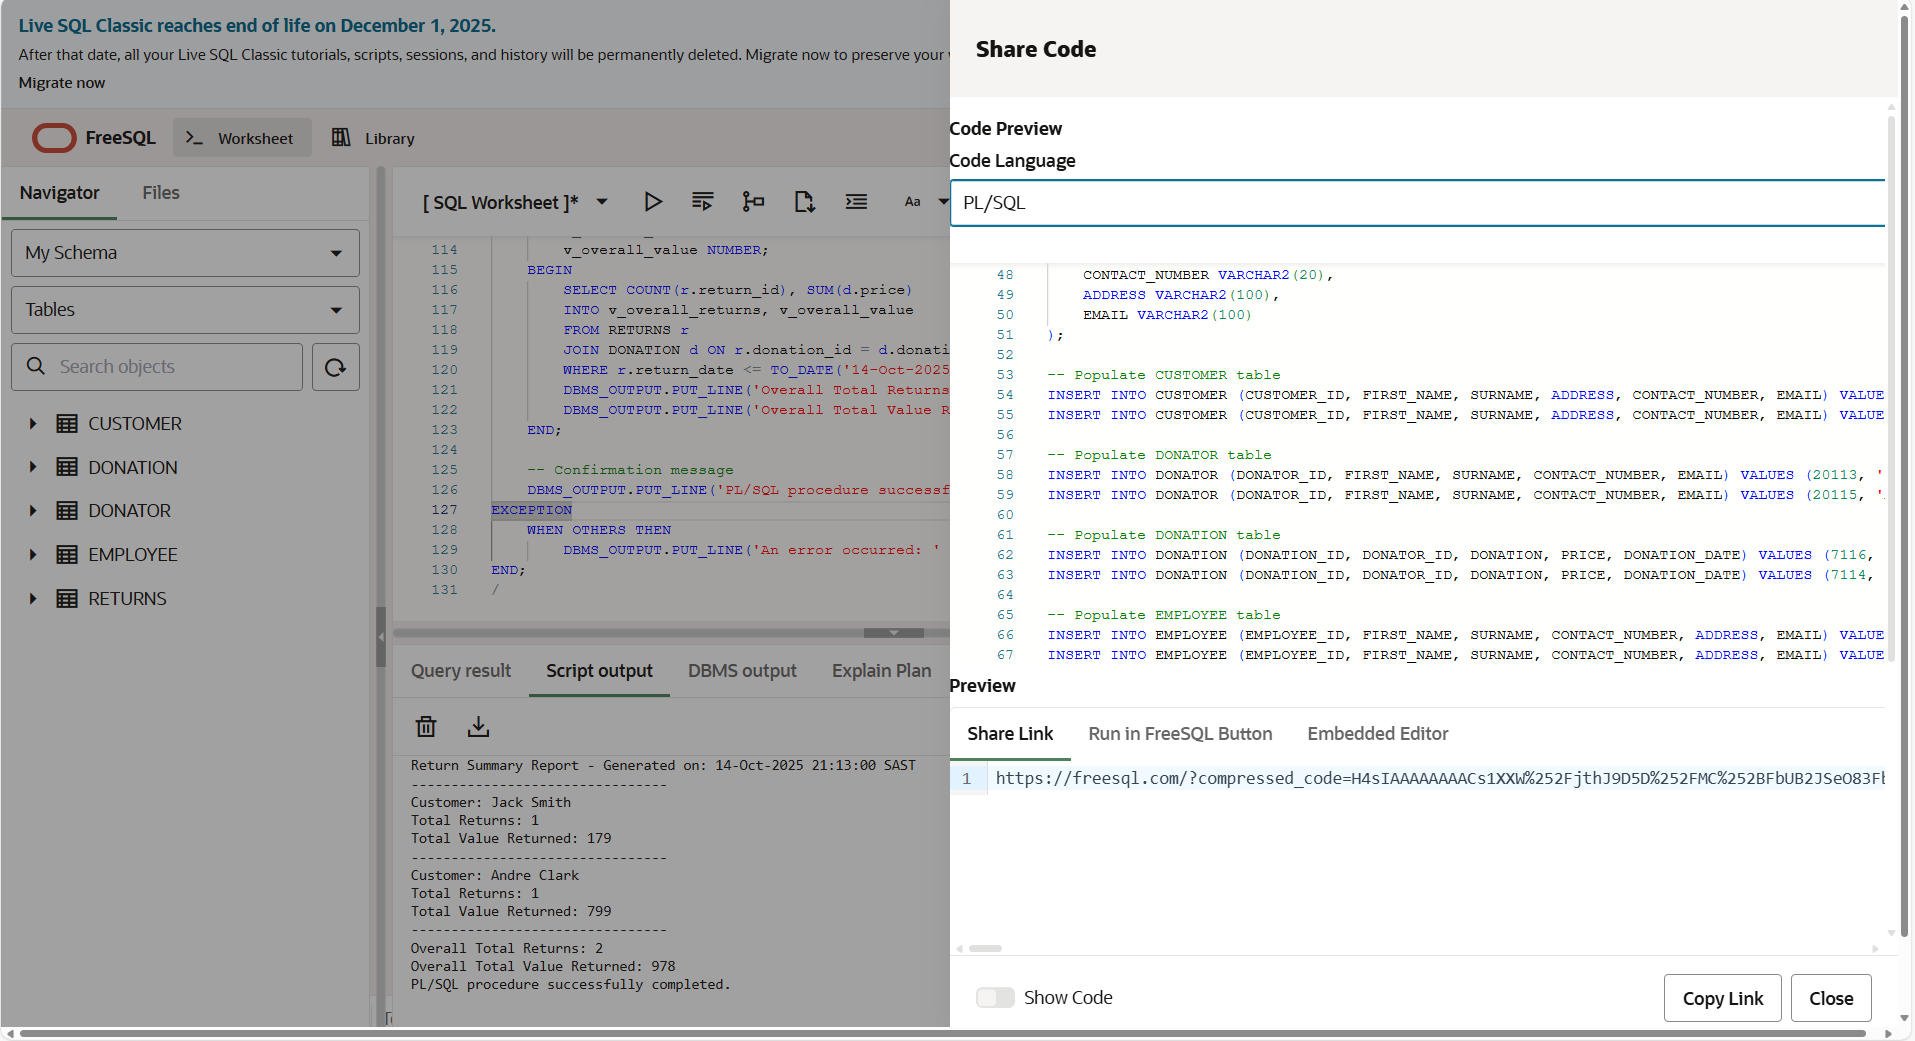 Live SQL Classic reaches end of life on December 1, 2025.
After that date, all your Live SQL Classic tutorials, scripts, sessions, and history will be permanently deleted. Migrate now to preserve your
Migrate now
FreeSQL
Worksheet
Library
Navigator
Files
My Schema
Tables
Search objects
CUSTOMER
DONATION
DONATOR
EMPLOYEE
RETURNS
[ SQL Worksheet ]*
Aa
114 v_overall_value NUMBER;
115 BEGIN
116 SELECT COUNT(r.return_id), SUM(d.price)
117 INTO v_overall_returns, v_overall_value
118 FROM RETURNS r
119 JOIN DONATION d ON r.donation_id = d.donati
120 WHERE r.return_date <= TO_DATE('14-Oct-2025
121 DBMS_OUTPUT.PUT_LINE('Overall Total Returns
122 DBMS_OUTPUT.PUT_LINE('Overall Total Value R
123 END;
124
125 -- Confirmation message
126 DBMS_OUTPUT.PUT_LINE('PL/SQL procedure successf
127 EXCEPTION
128 WHEN OTHERS THEN
129 DBMS_OUTPUT.PUT_LINE('An error occurred: '
130 END;
131 /
Query result
Script output
DBMS output
Explain Plan
Return Summary Report - Generated on: 14-Oct-2025 21:13:00 SAST
--------------------------------
Customer: Jack Smith
Total Returns: 1
Total Value Returned: 179
--------------------------------
Customer: Andre Clark
Total Returns: 1
Total Value Returned: 799
--------------------------------
Overall Total Returns: 2
Overall Total Value Returned: 978
PL/SQL procedure successfully completed.
Share Code
Code Preview
Code Language
PL/SQL
48 CONTACT_NUMBER VARCHAR2(20),
49 ADDRESS VARCHAR2(100),
50 EMAIL VARCHAR2(100)
51 );
52
53 -- Populate CUSTOMER table
54 INSERT INTO CUSTOMER (CUSTOMER_ID, FIRST_NAME, SURNAME, ADDRESS, CONTACT_NUMBER, EMAIL) VALUE
55 INSERT INTO CUSTOMER (CUSTOMER_ID, FIRST_NAME, SURNAME, ADDRESS, CONTACT_NUMBER, EMAIL) VALUE
56
57 -- Populate DONATOR table
58 INSERT INTO DONATOR (DONATOR_ID, FIRST_NAME, SURNAME, CONTACT_NUMBER, EMAIL) VALUES (20113, '
59 INSERT INTO DONATOR (DONATOR_ID, FIRST_NAME, SURNAME, CONTACT_NUMBER, EMAIL) VALUES (20115, '
60
61 -- Populate DONATION table
62 INSERT INTO DONATION (DONATION_ID, DONATOR_ID, DONATION, PRICE, DONATION_DATE) VALUES (7116,
63 INSERT INTO DONATION (DONATION_ID, DONATOR_ID, DONATION, PRICE, DONATION_DATE) VALUES (7114,
64
65 -- Populate EMPLOYEE table
66 INSERT INTO EMPLOYEE (EMPLOYEE_ID, FIRST_NAME, SURNAME, CONTACT_NUMBER, ADDRESS, EMAIL) VALUE
67 INSERT INTO EMPLOYEE (EMPLOYEE_ID, FIRST_NAME, SURNAME, CONTACT_NUMBER, ADDRESS, EMAIL) VALUE
Preview
Share Link
Run in FreeSQL Button
Embedded Editor
1 https://freesql.com/?compressed_code=H4sIAAAAAAAACs1XXW%252FjthJ9D5D%252FMC%252BFbUB2JSeO83Fb
Show Code
Copy Link
Close